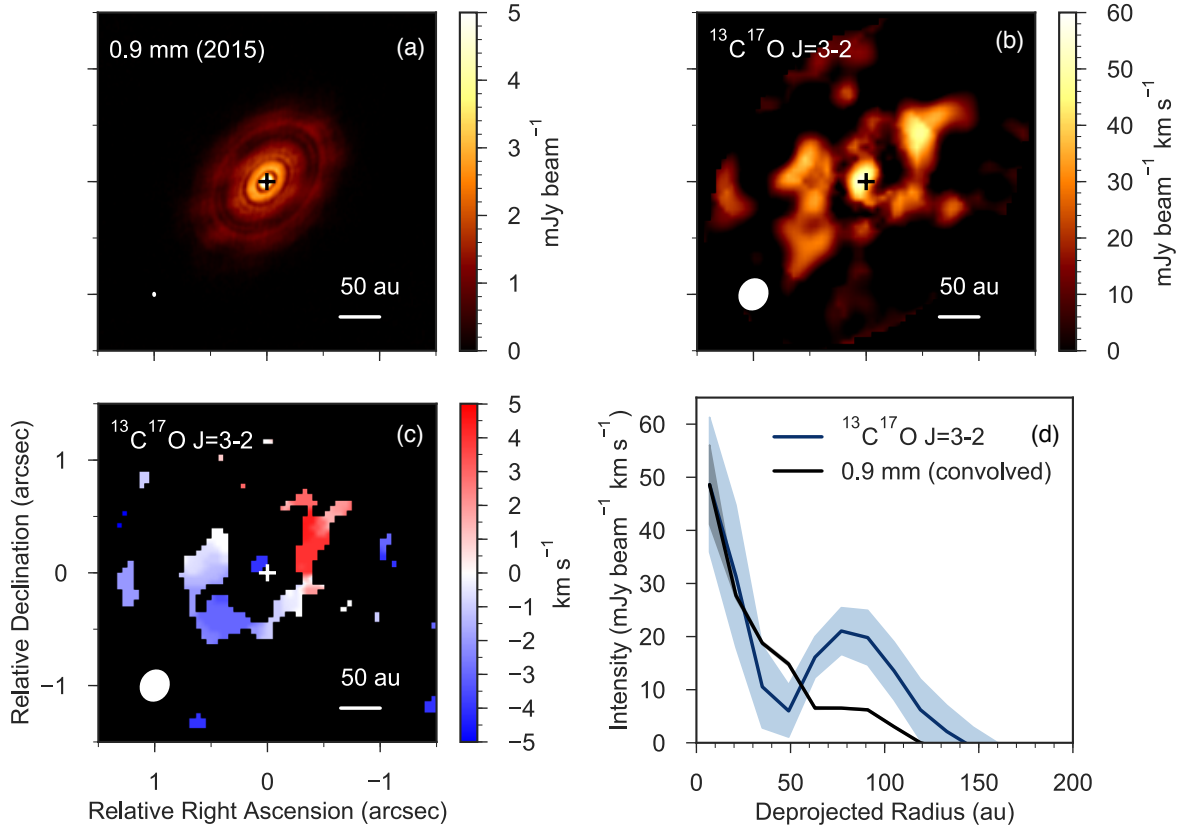 0.9 mm (2015)
(a)
50 au
5
4
3
2
1
0
mJy beam⁻¹
¹³C¹⁷O J=3-2
(b)
50 au
60
50
40
30
20
10
0
mJy beam⁻¹ km s⁻¹
¹³C¹⁷O J=3-2
(c)
50 au
1
0
−1
Relative Declination (arcsec)
1
0
−1
Relative Right Ascension (arcsec)
5
4
3
2
1
0
−1
−2
−3
−4
−5
km s⁻¹
¹³C¹⁷O J=3-2
(d)
0.9 mm (convolved)
60
50
40
30
20
10
0
Intensity (mJy beam⁻¹ km s⁻¹)
0
50
100
150
200
Deprojected Radius (au)